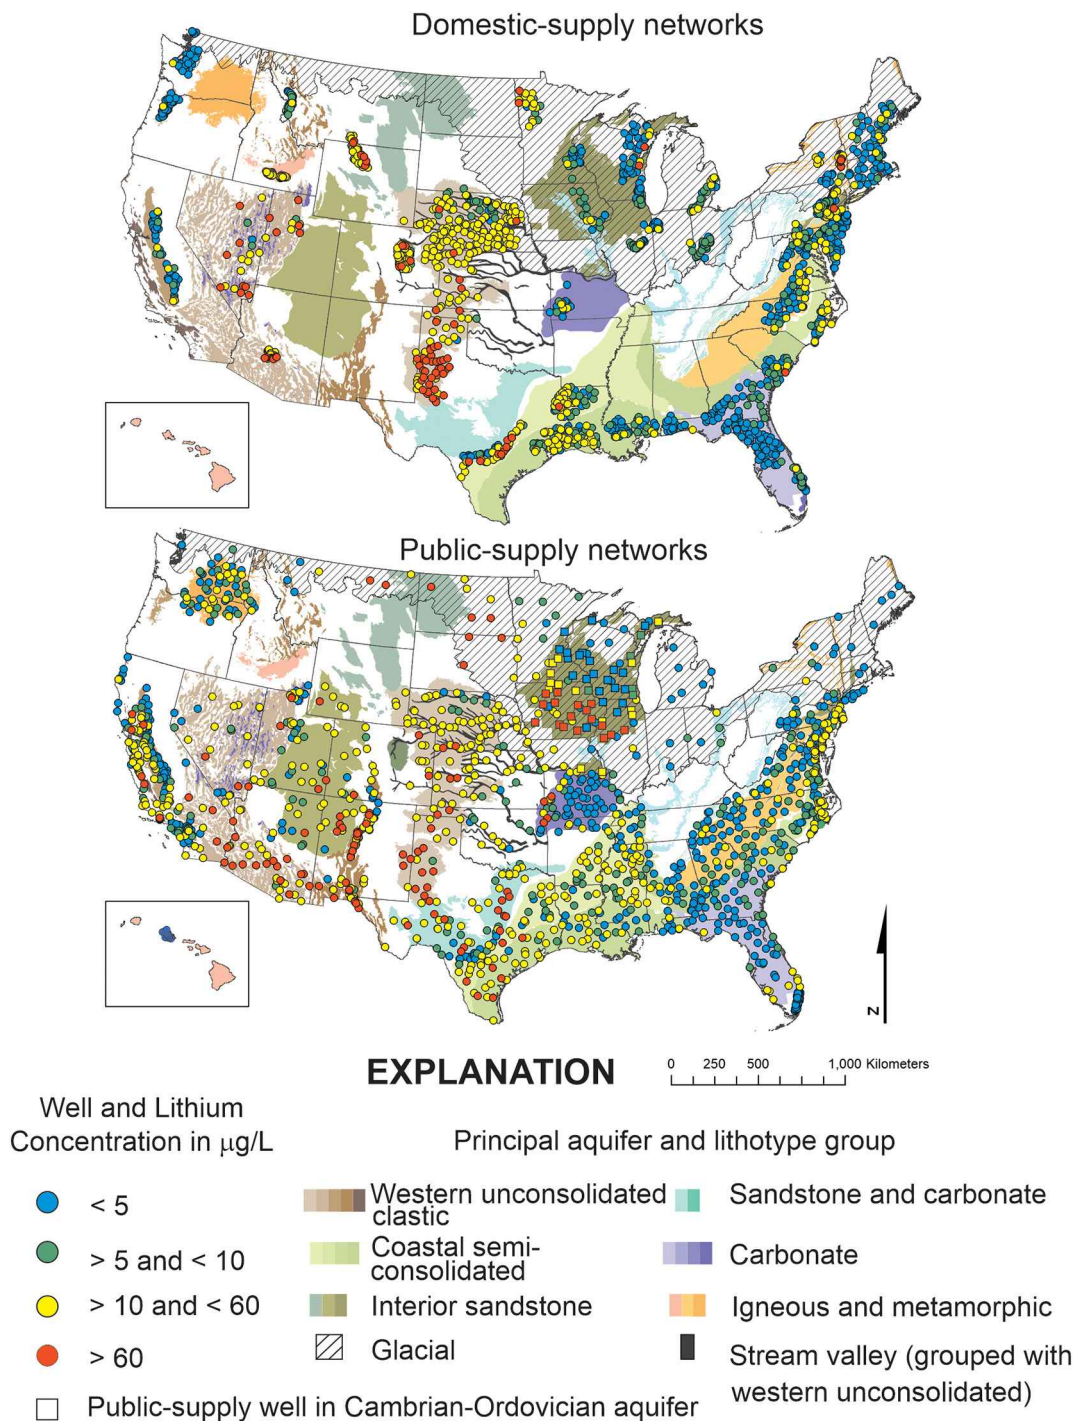 Domestic-supply networks
Public-supply networks
N
EXPLANATION
0 250 500 1,000 Kilometers
Well and Lithium
Concentration in µg/L
< 5
> 5 and < 10
> 10 and < 60
> 60
Public-supply well in Cambrian-Ordovician aquifer
Principal aquifer and lithotype group
Western unconsolidated
clastic
Coastal semi-
consolidated
Interior sandstone
Glacial
Sandstone and carbonate
Carbonate
Igneous and metamorphic
Stream valley (grouped with
western unconsolidated)